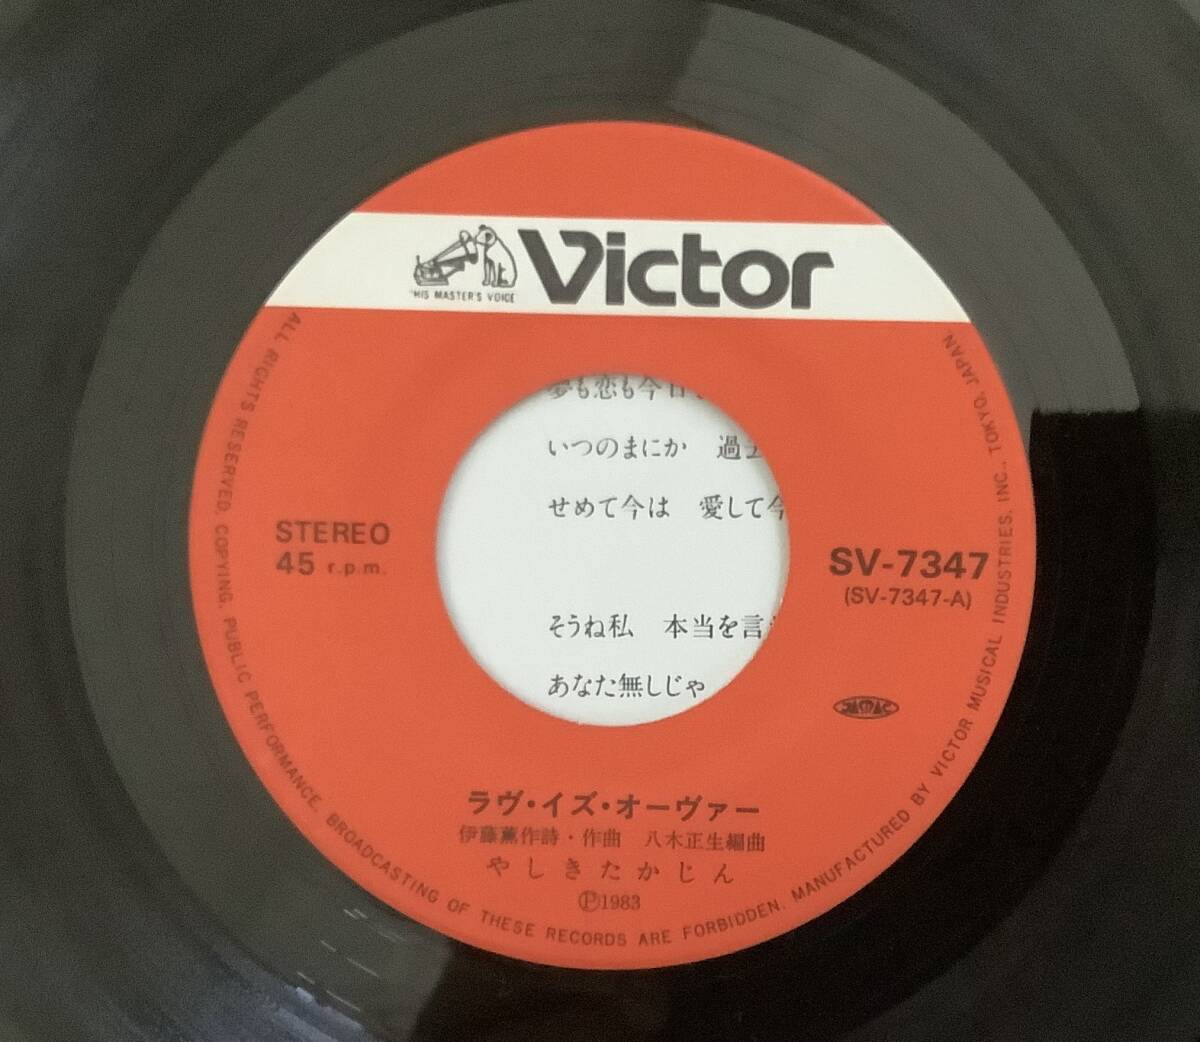 "HIS MASTER'S VOICE"
Victor
夢も恋も今日
いつのまにか 過
せめて今は 愛して今
そうね私 本当を言
あなた無しじゃ
STEREO
45 r.p.m.
SV-7347
(SV-7347-A)
ラヴ・イズ・オーヴァー
伊藤薫作詩・作曲 八木正生編曲
やしきたかじん
Ⓟ1983
ALL RIGHTS RESERVED. COPYING, PUBLIC PERFORMANCE, BROADCASTING OF THESE RECORDS ARE FORBIDDEN. MANUFACTURED BY VICTOR MUSICAL INDUSTRIES, INC., TOKYO, JAPAN.